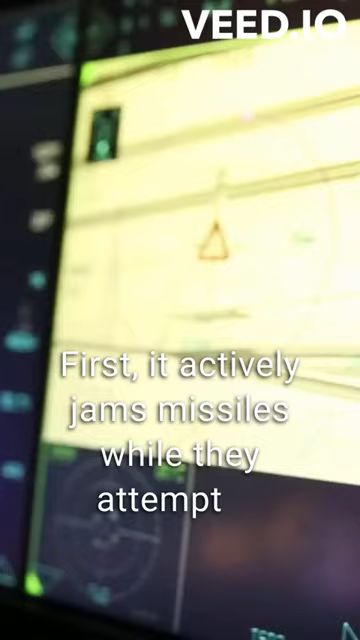 VEED.IO
First, it actively
jams missiles
while they
attempt